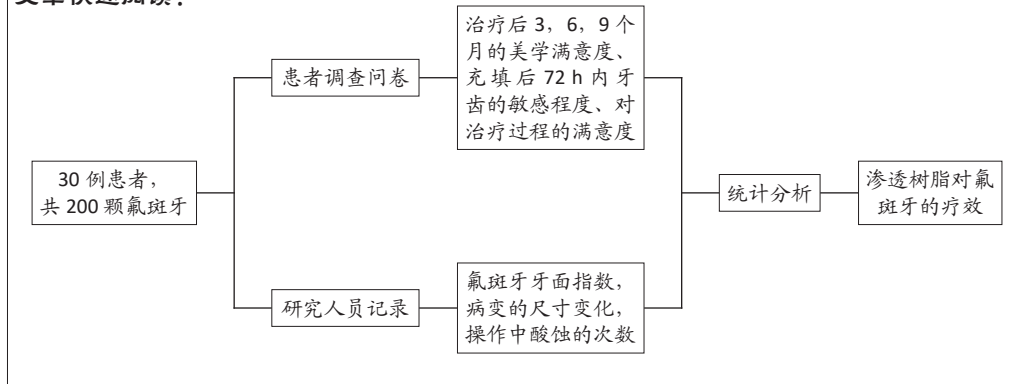 文章快速阅读：
治疗后 3，6，9 个
月的美学满意度、
充填后 72 h 内牙
齿的敏感程度、对
治疗过程的满意度
患者调查问卷
30 例患者，
共 200 颗氟斑牙
统计分析
渗透树脂对氟
斑牙的疗效
研究人员记录
氟斑牙牙面指数，
病变的尺寸变化，
操作中酸蚀的次数